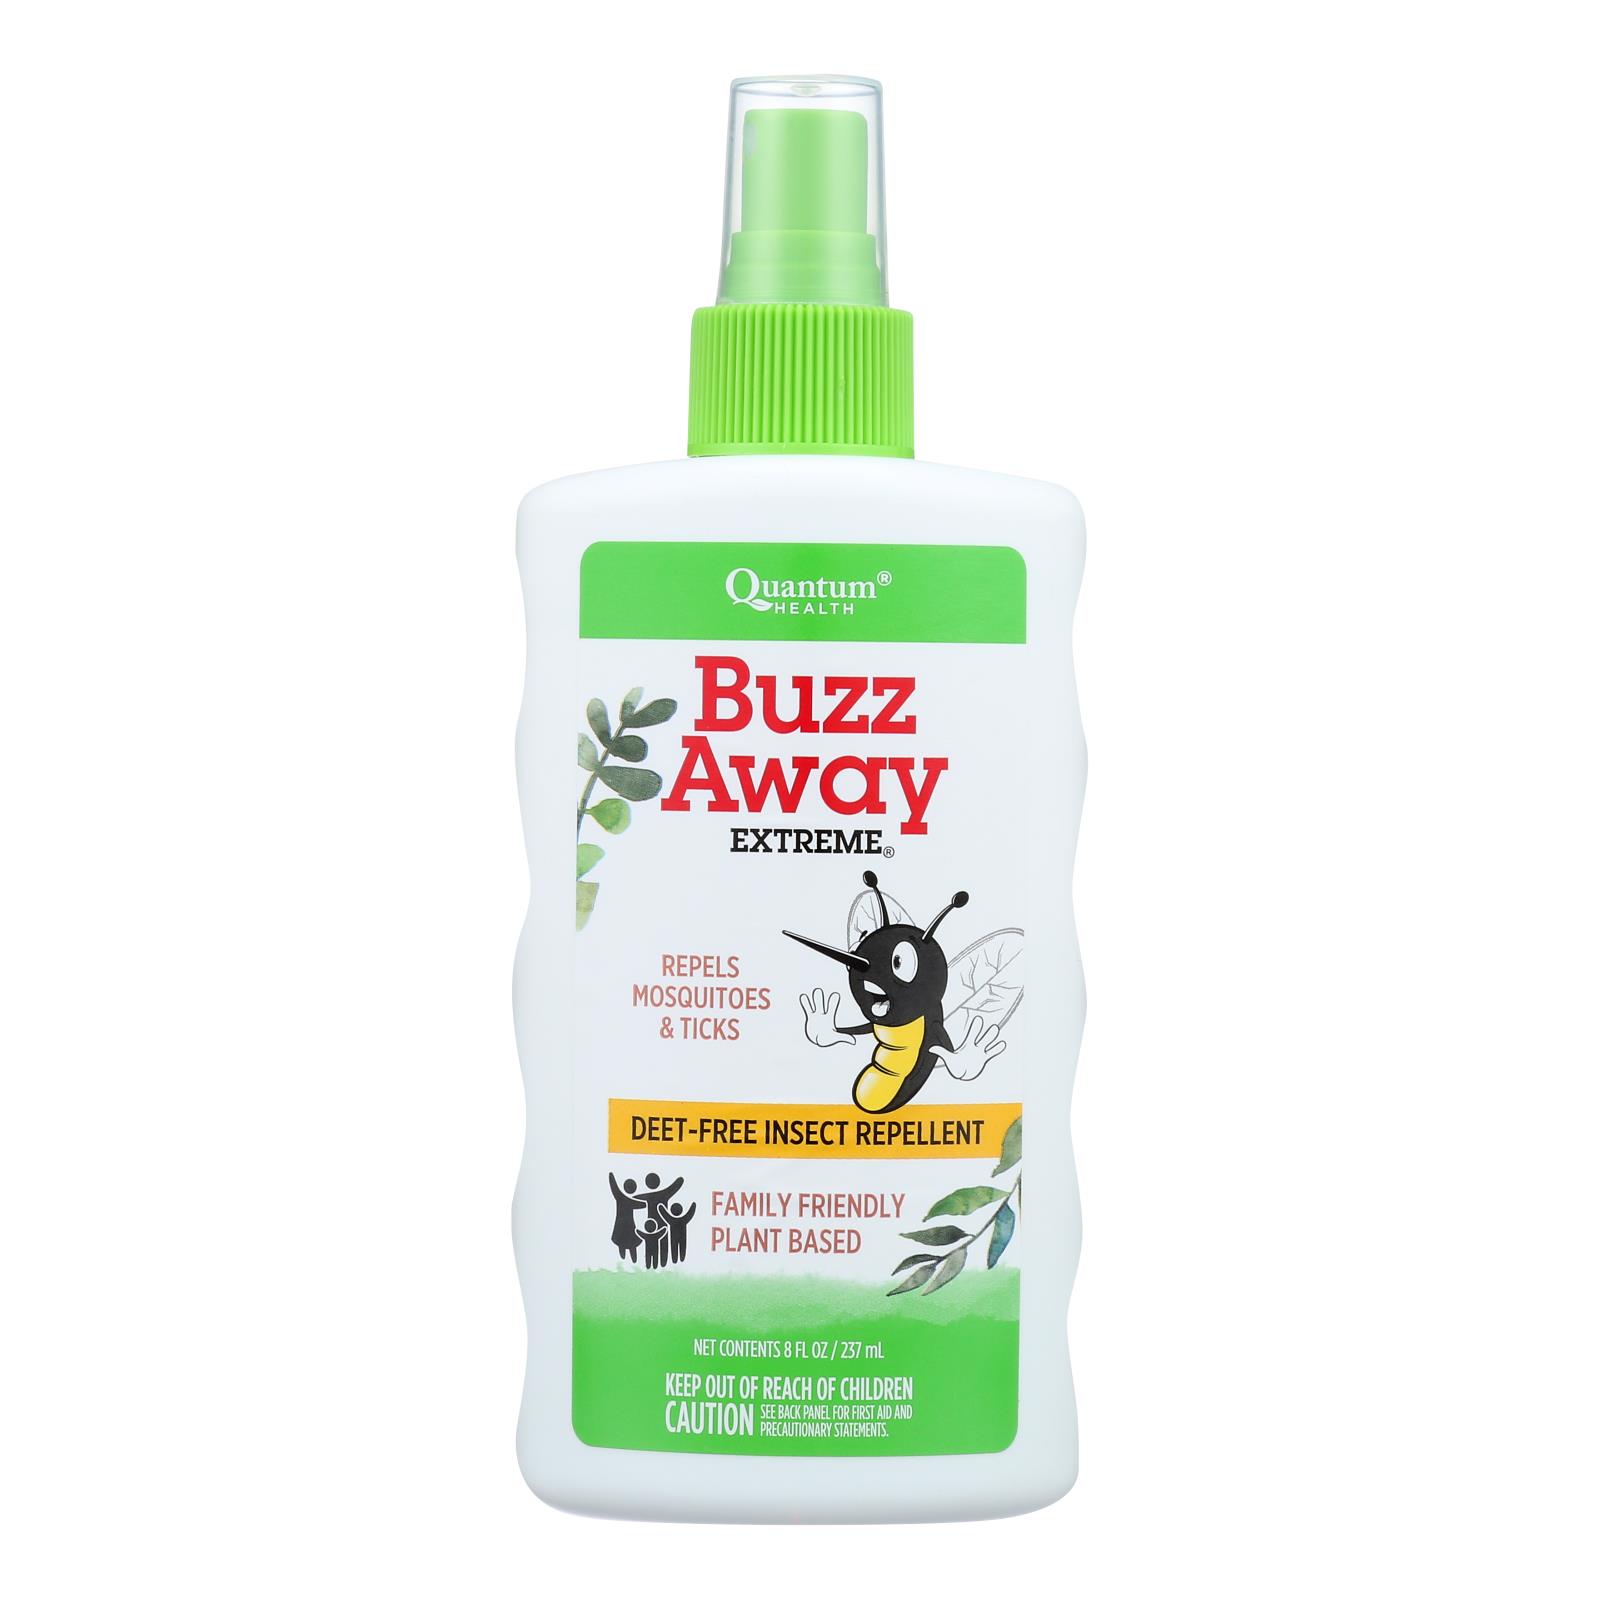 Quantum®
HEALTH
Buzz
Away
EXTREME®
REPELS
MOSQUITOES
& TICKS
DEET-FREE INSECT REPELLENT
FAMILY FRIENDLY
PLANT BASED
NET CONTENTS 8 FL OZ / 237 mL
KEEP OUT OF REACH OF CHILDREN
CAUTION SEE BACK PANEL FOR FIRST AID AND
PRECAUTIONARY STATEMENTS.